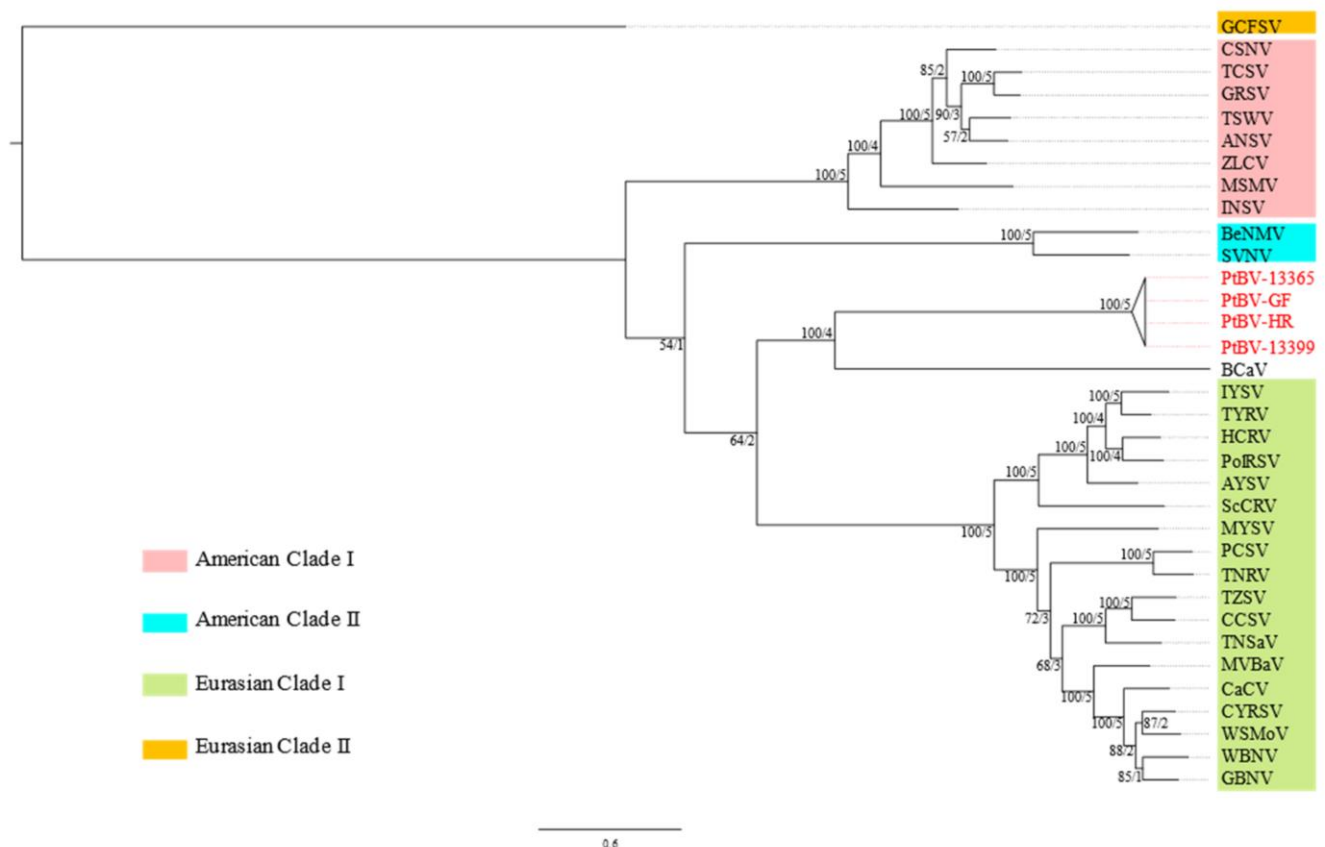 GCFSV
CSNV
85/2
TCSV
100/5
GRSV
100/5
90/3
TSWV
57/2
ANSV
100/4
ZLCV
100/5
MSMV
INSV
100/5
BeNMV
SVNV
PtBV-13365
100/5
PtBV-GF
PtBV-HR
100/4
54/1
PtBV-13399
BCaV
IYSV
100/5
TYRV
100/4
HCRV
64/2
100/5
100/4
PolRSV
100/5
AYSV
ScCRV
100/5
MYSV
100/5
PCSV
100/5
TNRV
TZSV
100/5
72/3
100/5
CCSV
TNSaV
68/3
MVBaV
100/5
CaCV
100/5
CYRSV
87/2
WSMoV
88/2
WBNV
85/1
GBNV
American Clade I
American Clade II
Eurasian Clade I
Eurasian Clade II
0.6